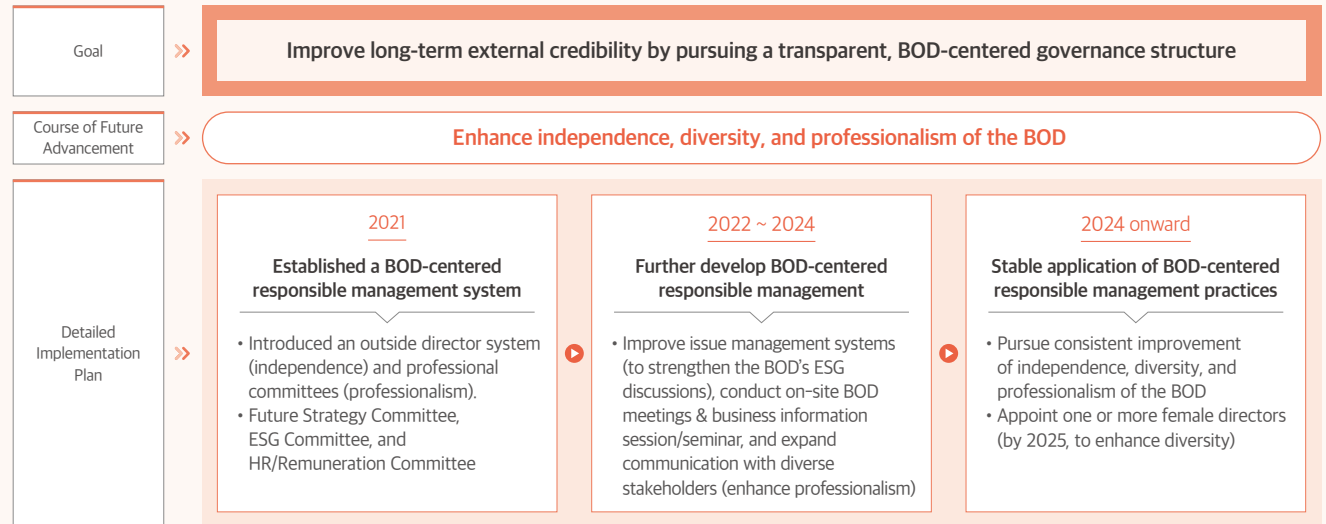 Goal
Improve long-term external credibility by pursuing a transparent, BOD-centered governance structure
Course of Future
Advancement
Enhance independence, diversity, and professionalism of the BOD
Detailed
Implementation
Plan
2021
Established a BOD-centered
responsible management system
• Introduced an outside director system
(independence) and professional
committees (professionalism).
• Future Strategy Committee,
ESG Committee, and
HR/Remuneration Committee
2022 ~ 2024
Further develop BOD-centered
responsible management
• Improve issue management systems
(to strengthen the BOD's ESG
discussions), conduct on-site BOD
meetings & business information
session/seminar, and expand
communication with diverse
stakeholders (enhance professionalism)
2024 onward
Stable application of BOD-centered
responsible management practices
• Pursue consistent improvement
of independence, diversity, and
professionalism of the BOD
• Appoint one or more female directors
(by 2025, to enhance diversity)